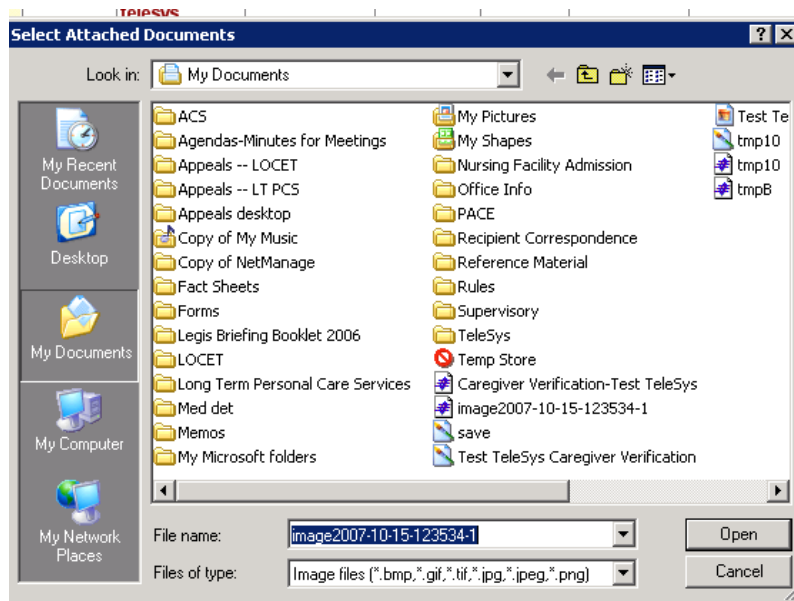 TeleSys
Select Attached Documents
Look in:
My Documents
My Recent
Documents
Desktop
My Documents
My Computer
My Network
Places
ACS
Agendas-Minutes for Meetings
Appeals -- LOCET
Appeals -- LT PCS
Appeals desktop
Copy of My Music
Copy of NetManage
Fact Sheets
Forms
Legis Briefing Booklet 2006
LOCET
Long Term Personal Care Services
Med det
Memos
My Microsoft folders
My Pictures
My Shapes
Nursing Facility Admission
Office Info
PACE
Recipient Correspondence
Reference Material
Rules
Supervisory
TeleSys
Temp Store
Caregiver Verification-Test TeleSys
image2007-10-15-123534-1
save
Test TeleSys Caregiver Verification
Test Te
tmp10
tmp10
tmpB
File name:
image2007-10-15-123534-1
Open
Files of type:
Image files (*.bmp,*.gif,*.tif,*.jpg,*.jpeg,*.png)
Cancel